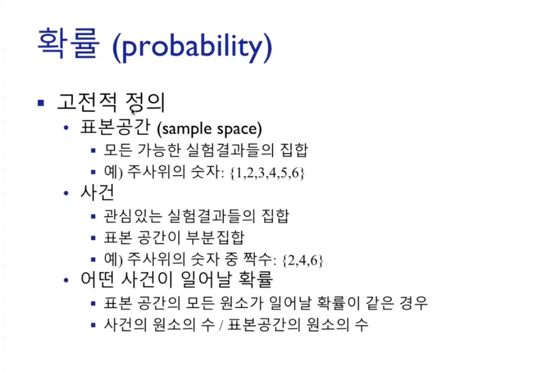 확률 (probability)
고전적 정의
표본공간 (sample space)
모든 가능한 실험결과들의 집합
예) 주사위의 숫자: {1,2,3,4,5,6}
사건
관심있는 실험결과들의 집합
표본 공간이 부분집합
예) 주사위의 숫자 중 짝수: {2,4,6}
어떤 사건이 일어날 확률
표본 공간의 모든 원소가 일어날 확률이 같은 경우
사건의 원소의 수 / 표본공간의 원소의 수